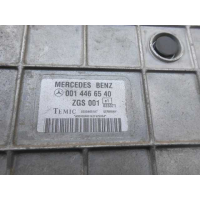 MERCEDES BENZ
001 446 65 40
ZGS 001
TEMIC